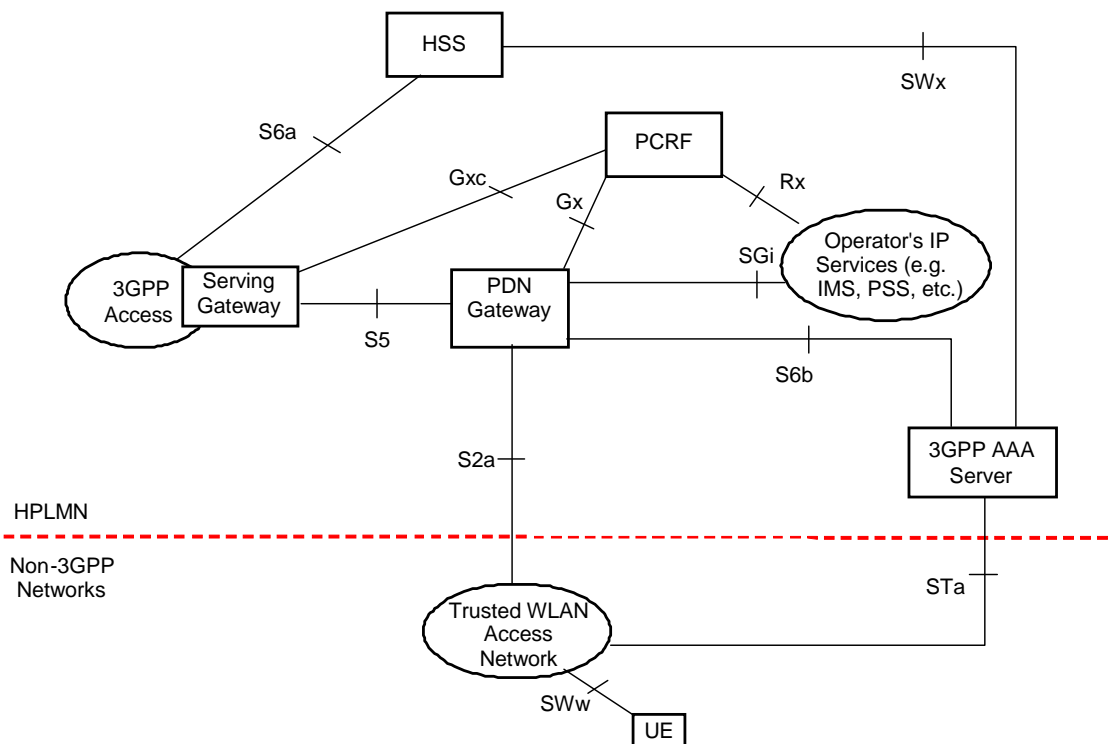 HSS
SWx
S6a
PCRF
Gxc
Rx
Gx
Operator's IP
Services (e.g.
IMS, PSS, etc.)
SGi
3GPP
Access
Serving
Gateway
PDN
Gateway
S5
S6b
S2a
3GPP AAA
Server
HPLMN
Non-3GPP
Networks
STa
Trusted WLAN
Access
Network
SWw
UE